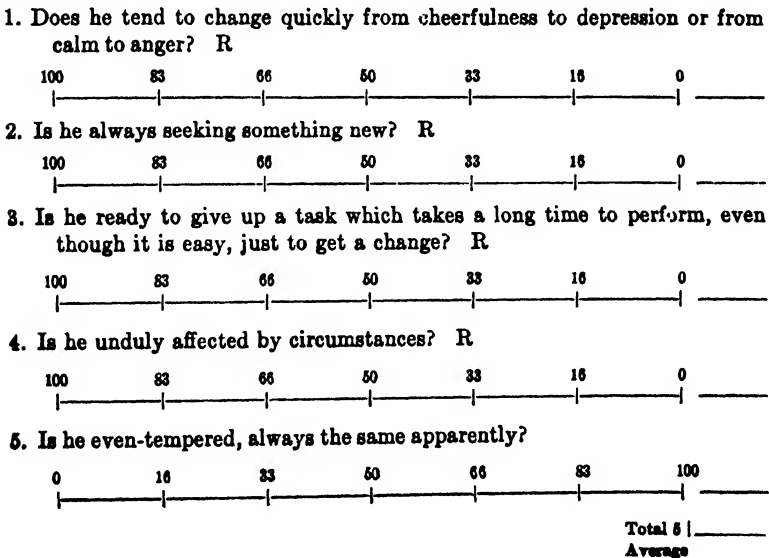 1. Does he tend to change quickly from cheerfulness to depression or from
calm to anger? R
100 83 66 50 33 16 0
2. Is he always seeking something new? R
100 83 66 50 33 16 0
3. Is he ready to give up a task which takes a long time to perform, even
though it is easy, just to get a change? R
100 83 66 50 33 16 0
4. Is he unduly affected by circumstances? R
100 83 66 50 33 16 0
5. Is he even-tempered, always the same apparently?
0 16 33 50 66 83 100
Total 5 |
Average